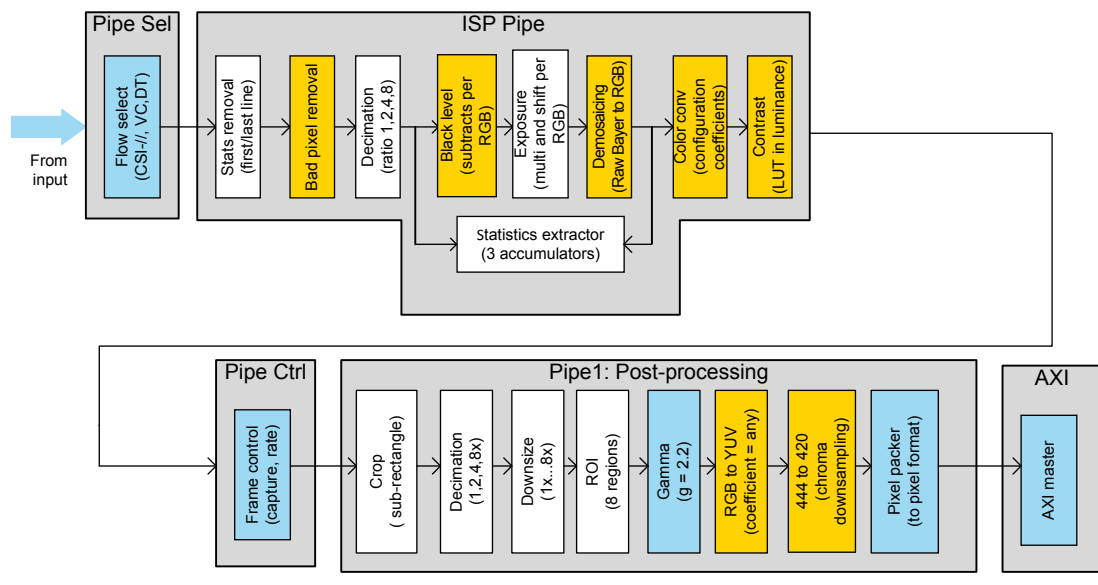 Pipe Sel
ISP Pipe
From
input
Flow select
(CSI-//, VC,DT)
Stats removal
(first/last line)
Bad pixel removal
Decimation
(ratio 1,2,4,8)
Black level
(subtracts per
RGB)
Exposure
(multi and shift per
RGB)
Demosaicing
(Raw Bayer to RGB)
Color conv
(configuration
coefficients)
Contrast
(LUT in luminance)
Statistics extractor
(3 accumulators)
Pipe Ctrl
Pipe1: Post-processing
AXI
Frame control
(capture, rate)
Crop
( sub-rectangle)
Decimation
(1,2,4,8x)
Downsize
(1x...8x)
ROI
(8 regions)
Gamma
(g = 2.2)
RGB to YUV
(coefficient = any)
444 to 420
(chroma
downsampling)
Pixel packer
(to pixel format)
AXI master